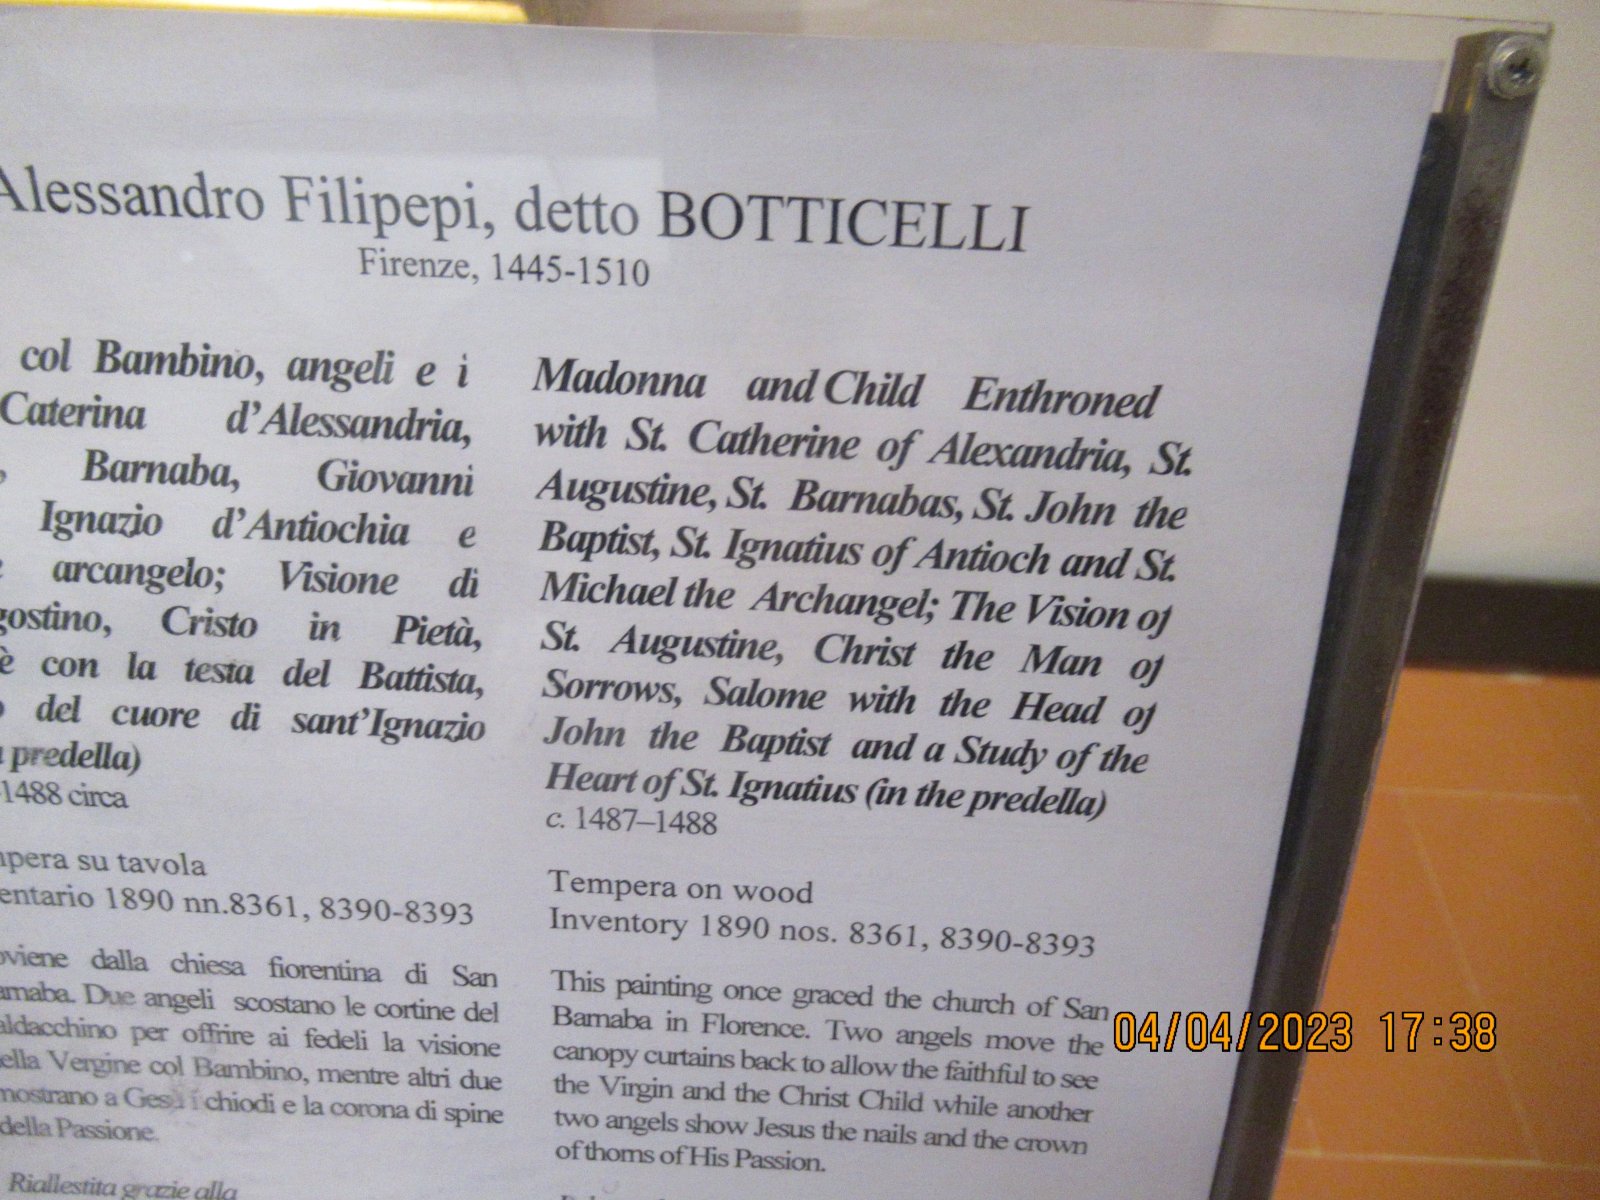 Alessandro Filipepi, detto BOTTICELLI
Firenze, 1445-1510
col Bambino, angeli e i
Caterina d'Alessandria,
, Barnaba, Giovanni
Ignazio d'Antiochia e
arcangelo; Visione di
gostino, Cristo in Pietà,
è con la testa del Battista,
del cuore di sant'Ignazio
predella)
-1488 circa
mpera su tavola
entario 1890 nn.8361, 8390-8393
oviene dalla chiesa fiorentina di San
arnaba. Due angeli scostano le cortine del
aldacchino per offrire ai fedeli la visione
ella Vergine col Bambino, mentre altri due
mostrano a Gesù i chiodi e la corona di spine
della Passione.
Riallestita grazie alla
Madonna and Child Enthroned
with St. Catherine of Alexandria, St.
Augustine, St. Barnabas, St. John the
Baptist, St. Ignatius of Antioch and St.
Michael the Archangel; The Vision of
St. Augustine, Christ the Man of
Sorrows, Salome with the Head of
John the Baptist and a Study of the
Heart of St. Ignatius (in the predella)
c. 1487–1488
Tempera on wood
Inventory 1890 nos. 8361, 8390-8393
This painting once graced the church of San
Barnaba in Florence. Two angels move the
canopy curtains back to allow the faithful to see
the Virgin and the Christ Child while another
two angels show Jesus the nails and the crown
of thorns of His Passion.
04/04/2023 17:38